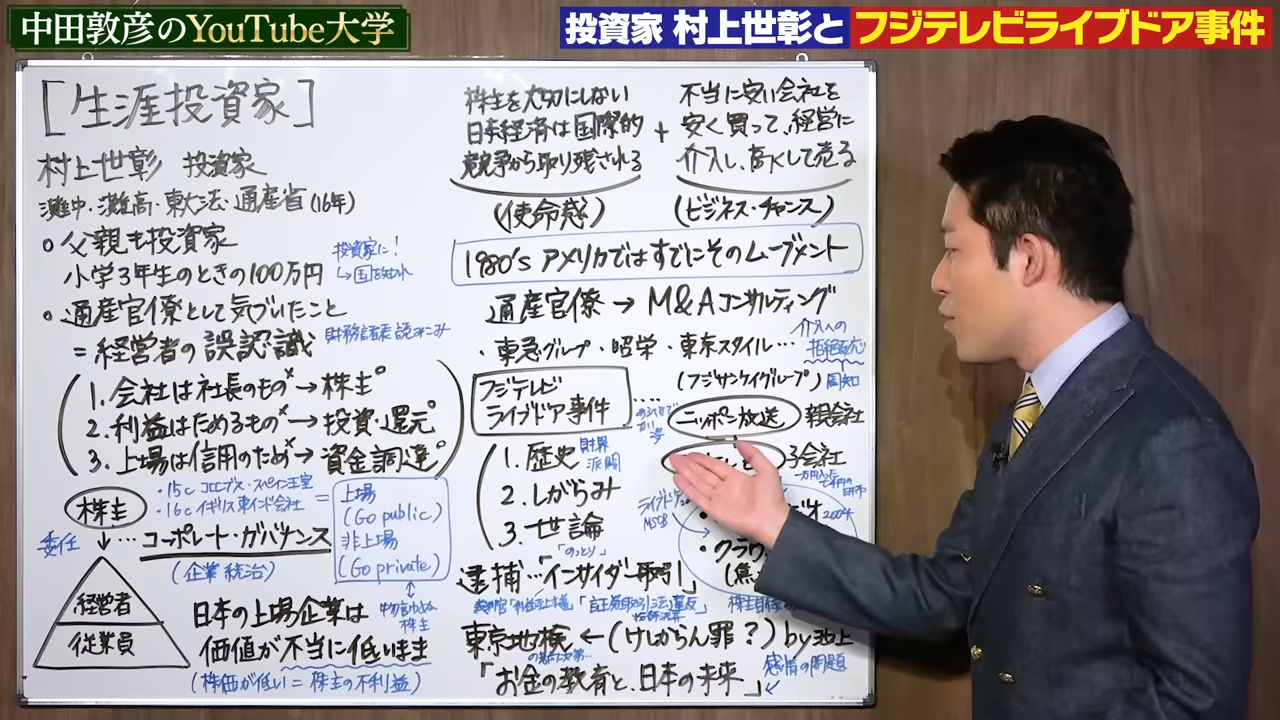 中田敦彦のYouTube大学
投資家 村上世彰とフジテレビライブドア事件
[生涯投資家]
村上世彰 投資家
灘中・灘高・東大法・通産省(16年)
○父親も投資家
小学3年生のときの100万円
投資家に!
○通産官僚として気づいたこと
=経営者の誤認識
1.会社は社長のもの×→株主○
2.利益はためるもの×→投資・還元○
3.上場は信用のため×→資金調達○
株主
・15c コロンブス・スペイン王室
・16c イギリス東インド会社
=
上場
(Go public)
非上場
(Go private)
委任
↓…コーポレート・ガバナンス
(企業統治)
経営者
従業員
物言わぬ株主
日本の上場企業は
価値が不当に低いまま
(株価が低い=株主の不利益)
株主を大切にしない
日本経済は国際的
競争から取り残される
(使命感)
+
不当に安い会社を
安く買って、経営に
介入し、高くして売る
(ビジネス・チャンス)
1980's アメリカではすでにそのムーブメント
通産官僚→M&Aコンサルティング
・東急グループ・昭栄・東京スタイル…
介入への
拒絶反応
周知
フジテレビ
ライブドア事件
(フジサンケイグループ)
ニッポン放送 親会社
子会社
1.歴史
財界
派閥
2.しがらみ
3.世論
「のっとり」
MSCB
2004
・クラウ
逮捕…「インサイダー取引」
東京地検←(けしからん罪?)by池上
感情の問題
「お金の教育と、日本の未来」